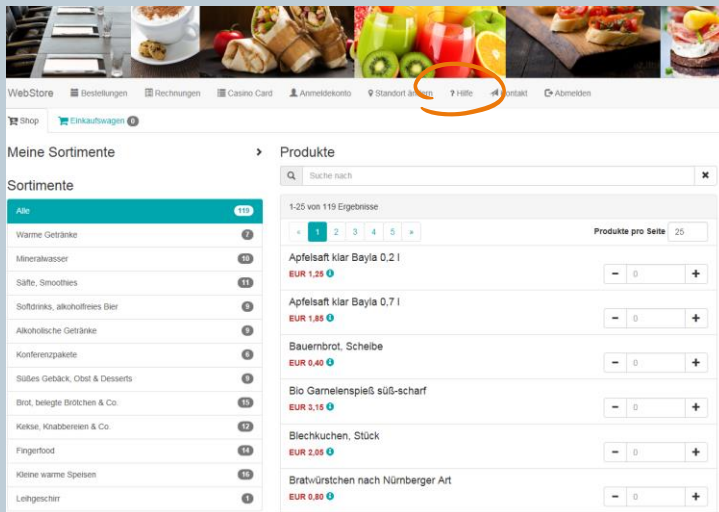 WebStore Bestellungen Rechnungen Casino Card Anmeldekonto Standort ändern ? Hilfe Kontakt Abmelden
Shop Einkaufswagen 0
Meine Sortimente
Sortimente
Alle 119
Warme Getränke 7
Mineralwasser 10
Säfte, Smoothies 11
Softdrinks, alkoholfreies Bier 9
Alkoholische Getränke 9
Konferenzpakete 6
Süßes Gebäck, Obst & Desserts 9
Brot, belegte Brötchen & Co. 15
Kekse, Knabbereien & Co. 12
Fingerfood 14
Kleine warme Speisen 16
Leihgeschirr 1
Produkte
Suche nach
1-25 von 119 Ergebnisse
« 1 2 3 4 5 » Produkte pro Seite 25
Apfelsaft klar Bayla 0,2 l
EUR 1,25 - 0 +
Apfelsaft klar Bayla 0,7 l
EUR 1,85 - 0 +
Bauernbrot, Scheibe
EUR 0,40 - 0 +
Bio Garnelenspieß süß-scharf
EUR 3,15 - 0 +
Blechkuchen, Stück
EUR 2,05 - 0 +
Bratwürstchen nach Nürnberger Art
EUR 0,80 - 0 +